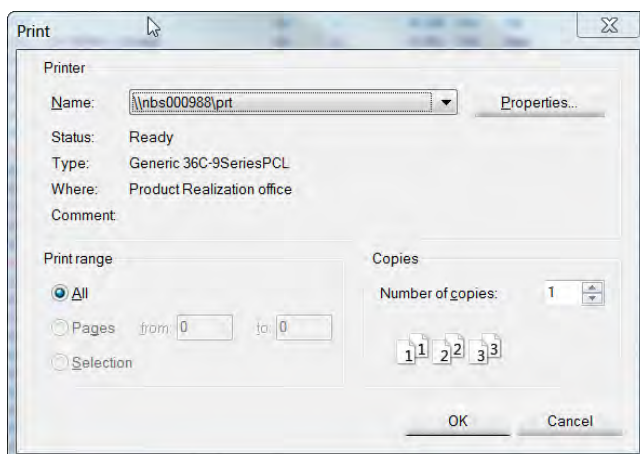 Print
Printer
Name: \\nbs000988\prt Properties...
Status: Ready
Type: Generic 36C-9SeriesPCL
Where: Product Realization office
Comment:
Print range
All
Pages from: 0 to: 0
Selection
Copies
Number of copies: 1
1 1 2 2 3 3
OK Cancel